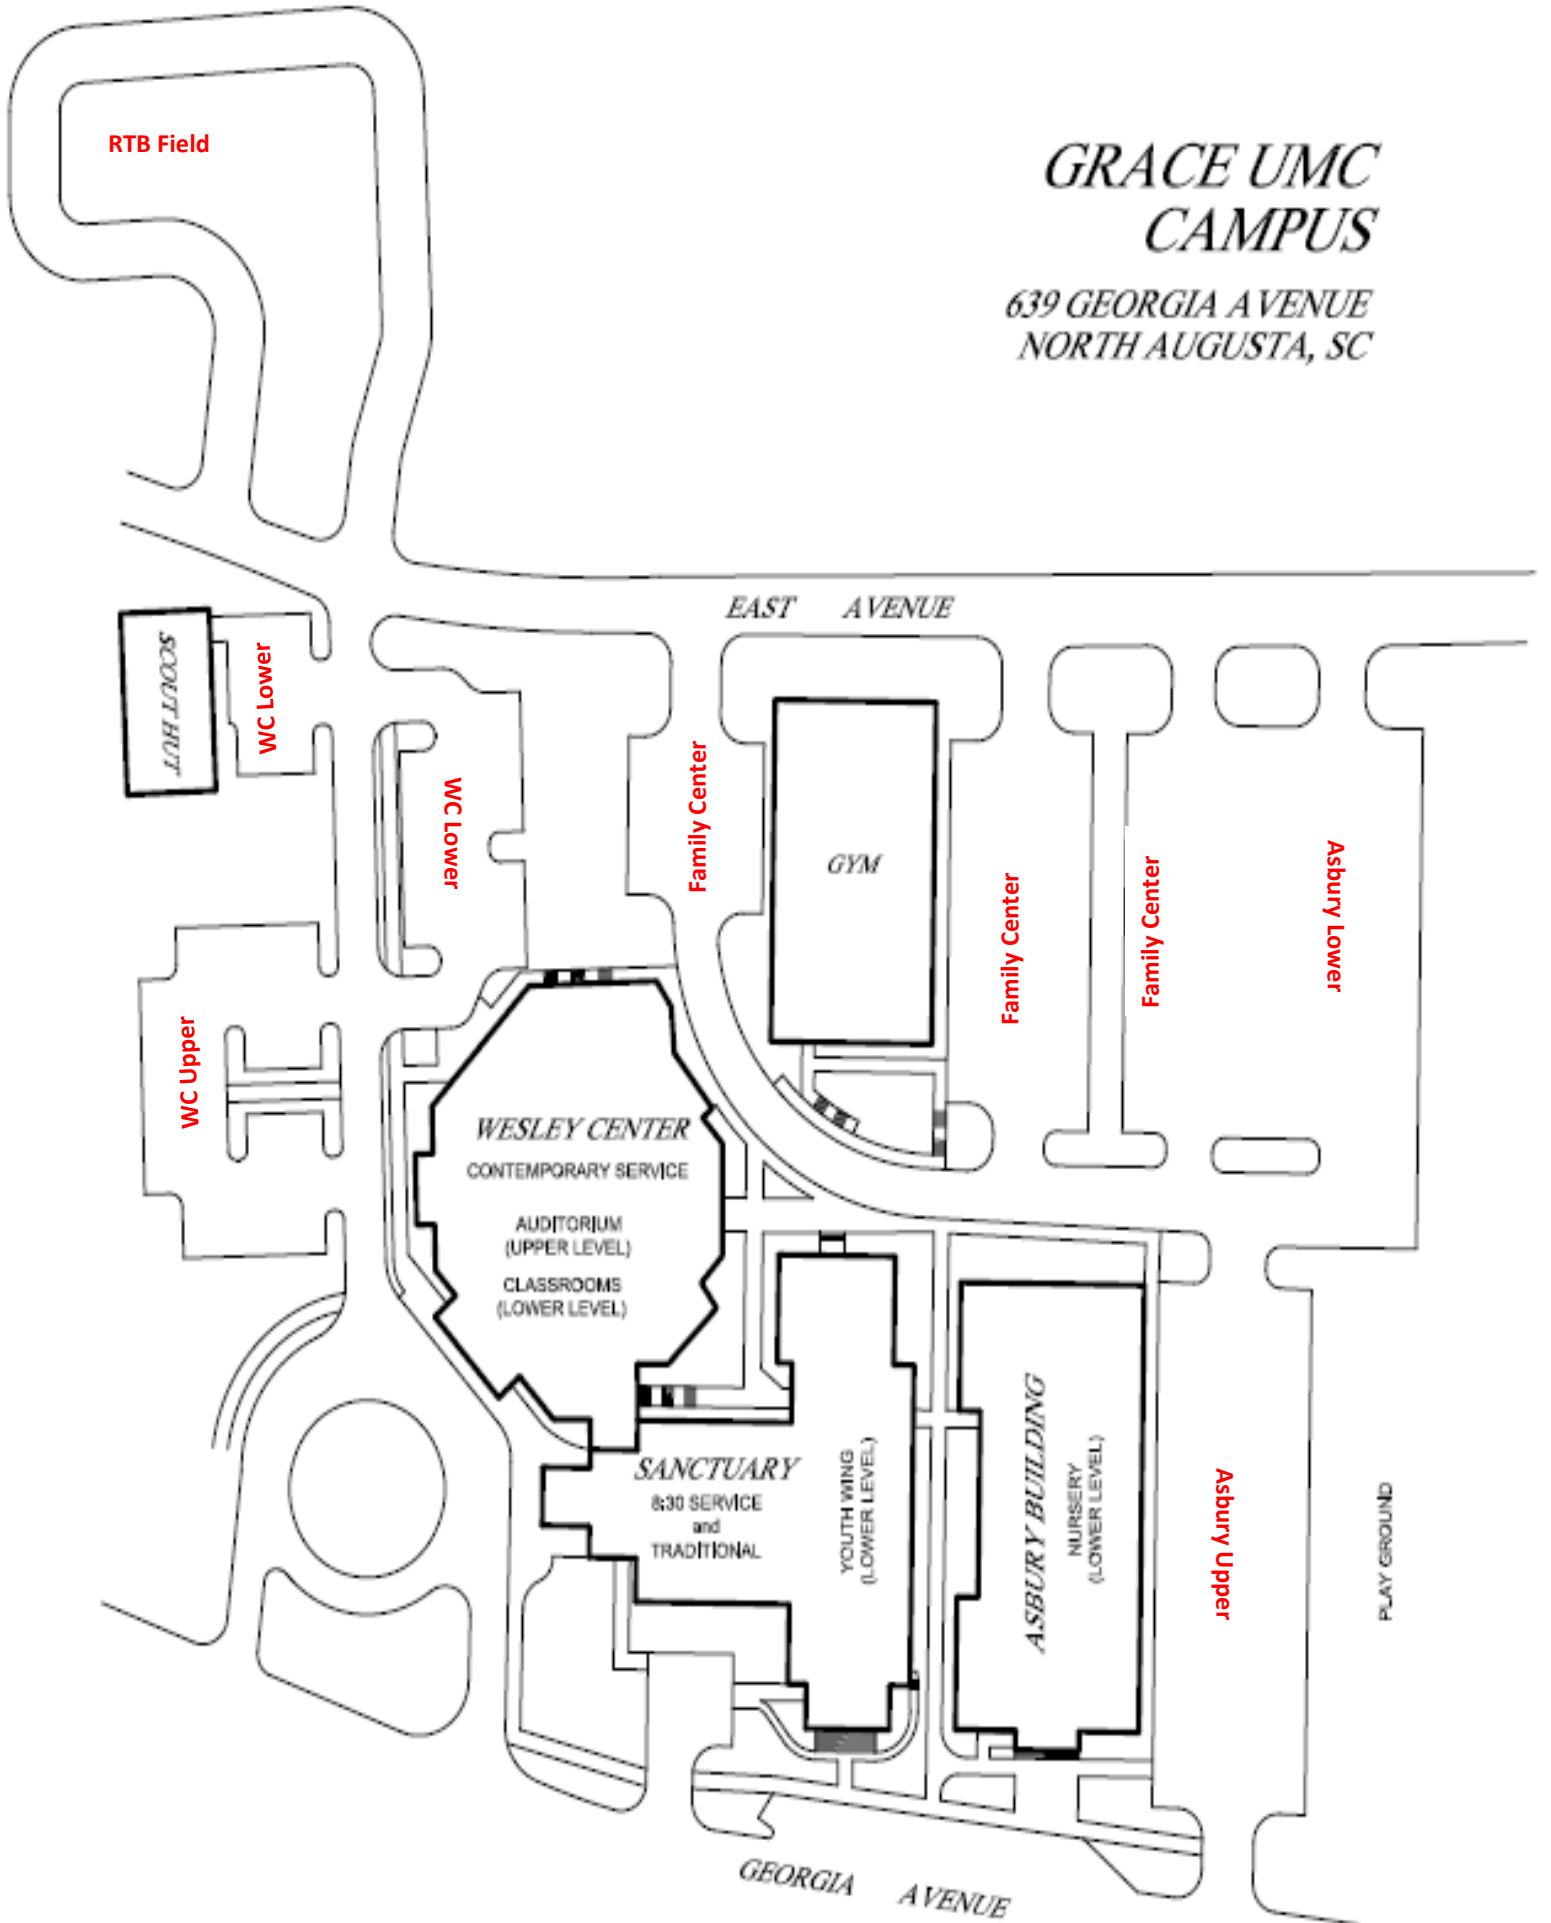 RTB Field
GRACE UMC
CAMPUS
639 GEORGIA AVENUE
NORTH AUGUSTA, SC
EAST AVENUE
SCOUT HUT
WC Lower
WC Lower
Family Center
GYM
Family Center
Family Center
Asbury Lower
WC Upper
WESLEY CENTER
CONTEMPORARY SERVICE
AUDITORIUM
(UPPER LEVEL)
CLASSROOMS
(LOWER LEVEL)
SANCTUARY
8:30 SERVICE
and
TRADITIONAL
YOUTH WING
(LOWER LEVEL)
ASBURY BUILDING
NURSERY
(LOWER LEVEL)
Asbury Upper
PLAY GROUND
GEORGIA AVENUE